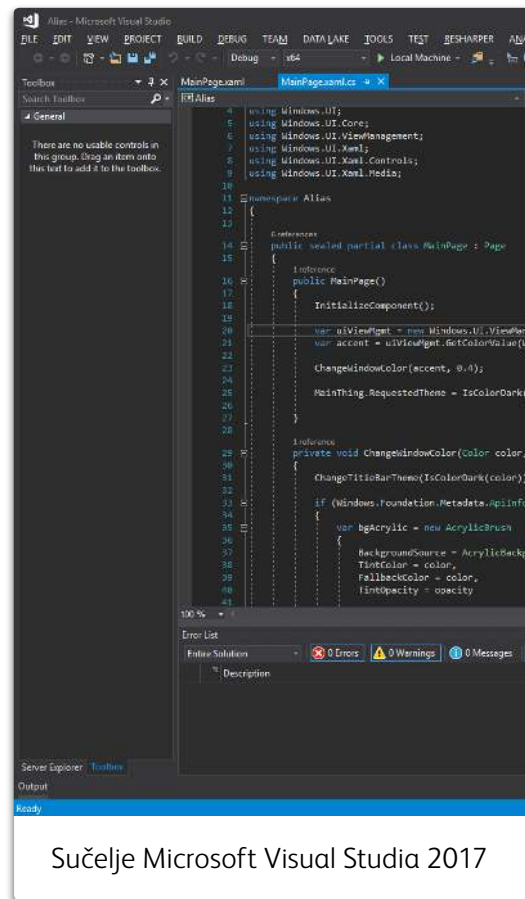 Alias - Microsoft Visual Studio
FILE EDIT VIEW PROJECT BUILD DEBUG TEAM DATA LAKE TOOLS TEST RESHARPER
Debug x64 Local Machine
Toolbox
Search Toolbox
General
There are no usable controls in
this group. Drag an item onto
this text to add it to the toolbox.
MainPage.xaml MainPage.xaml.cs
Alias
4 using Windows.UI;
5 using Windows.UI.Core;
6 using Windows.UI.ViewManagement;
7 using Windows.UI.Xaml;
8 using Windows.UI.Xaml.Controls;
9 using Windows.UI.Xaml.Media;
10
11 namespace Alias
12 {
13
6 references
14 public sealed partial class MainPage : Page
15 {
1 reference
16 public MainPage()
17 {
18 InitializeComponent();
19
20 var uiViewMgmt = new Windows.UI.ViewMan
21 var accent = uiViewMgmt.GetColorValue(
22
23 ChangeWindowColor(accent, 0.4);
24
25 MainThing.RequestedTheme = IsColorDark(
26
27 }
28
1 reference
29 private void ChangeWindowColor(Color color,
30 {
31 ChangeTitleBarTheme(IsColorDark(color))
32
33 if (Windows.Foundation.Metadata.ApiInfo
34 {
35 var bgAcrylic = new AcrylicBrush
36 {
37 BackgroundSource = AcrylicBackg
38 TintColor = color,
39 FallbackColor = color,
40 TintOpacity = opacity
41
100 %
Error List
Entire Solution 0 Errors 0 Warnings 0 Messages
Description
Server Explorer Toolbox
Output
Ready
Sučelje Microsoft Visual Studia 2017